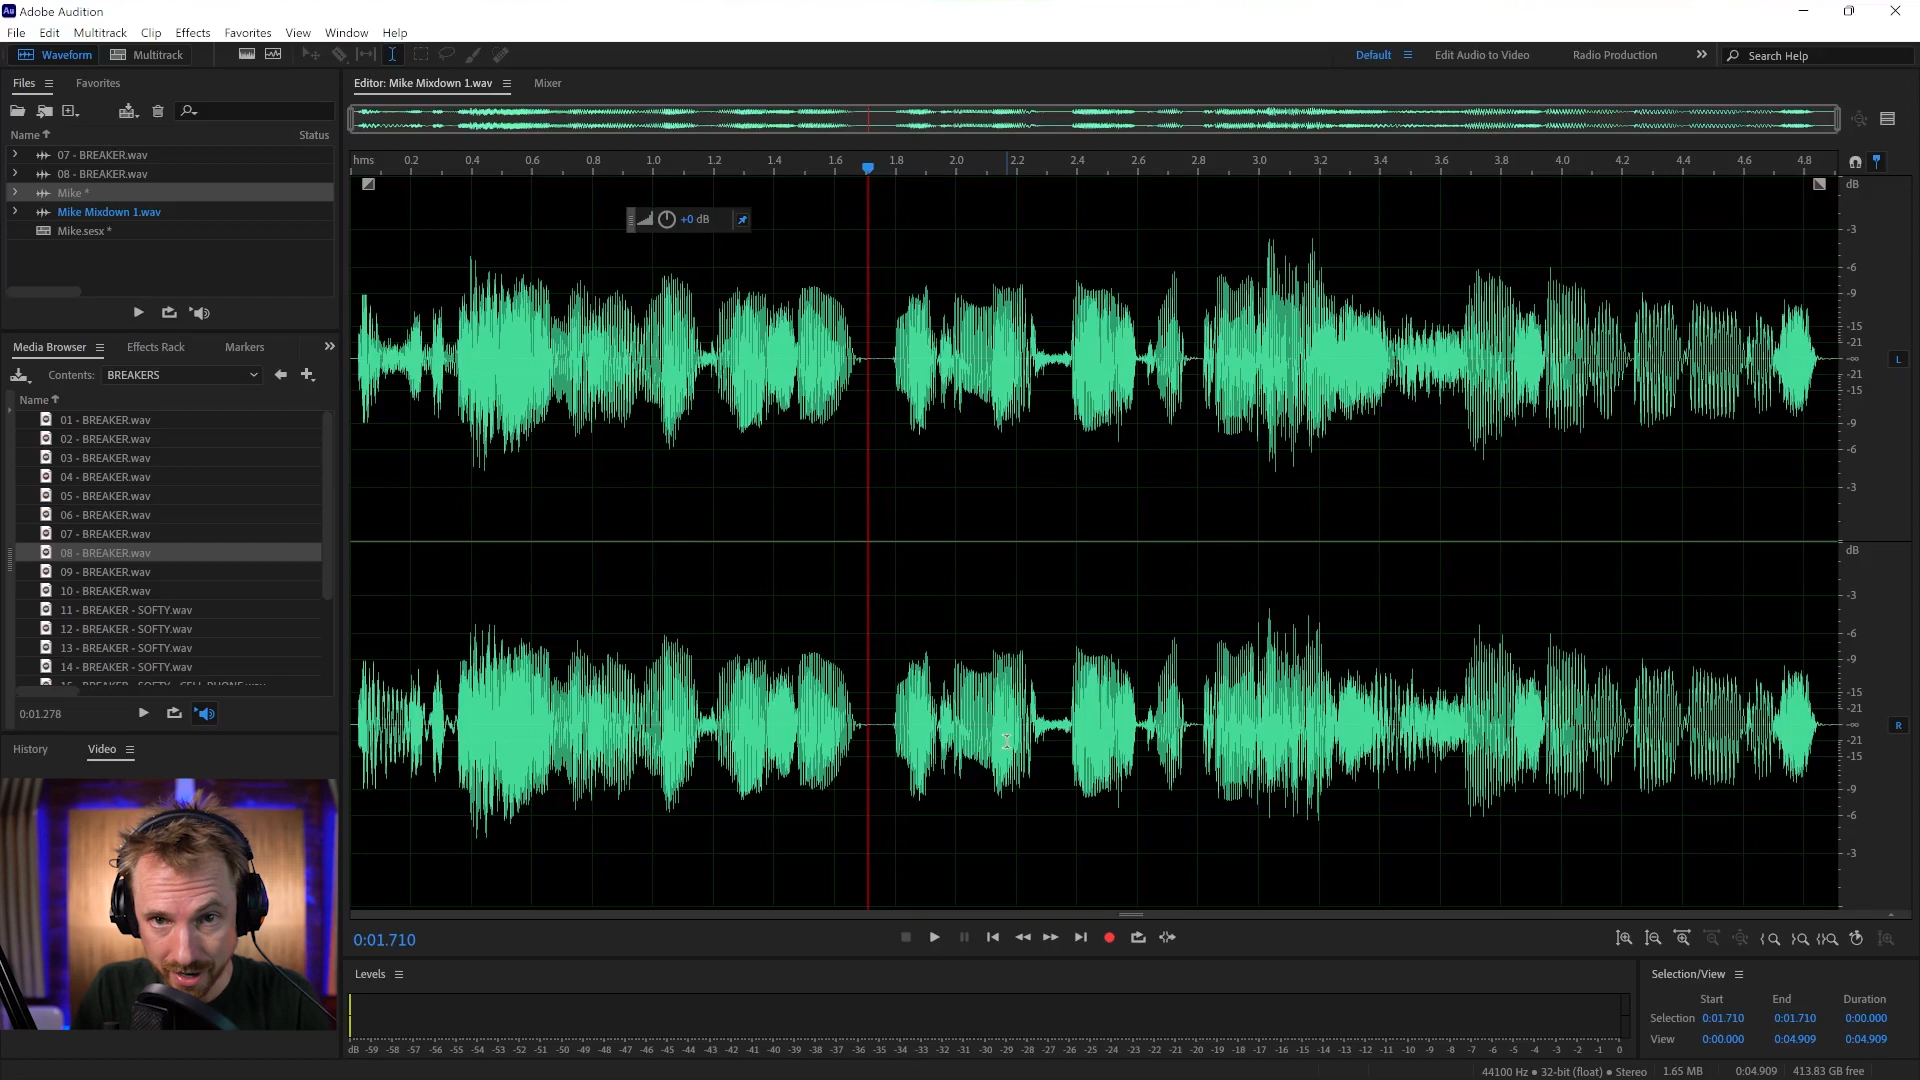 Au Adobe Audition
File Edit Multitrack Clip Effects Favorites View Window Help
Waveform Multitrack Default Edit Audio to Video Radio Production Search Help
Files Favorites
Name Status
07 - BREAKER.wav
08 - BREAKER.wav
Mike *
Mike Mixdown 1.wav
Mike.sesx *
Media Browser Effects Rack Markers
Contents: BREAKERS
Name
01 - BREAKER.wav
02 - BREAKER.wav
03 - BREAKER.wav
04 - BREAKER.wav
05 - BREAKER.wav
06 - BREAKER.wav
07 - BREAKER.wav
08 - BREAKER.wav
09 - BREAKER.wav
10 - BREAKER.wav
11 - BREAKER - SOFTY.wav
12 - BREAKER - SOFTY.wav
13 - BREAKER - SOFTY.wav
14 - BREAKER - SOFTY.wav
0:01.278
History Video
Editor: Mike Mixdown 1.wav Mixer
hms 0.2 0.4 0.6 0.8 1.0 1.2 1.4 1.6 1.8 2.0 2.2 2.4 2.6 2.8 3.0 3.2 3.4 3.6 3.8 4.0 4.2 4.4 4.6 4.8
+0 dB
dB
-3
-6
-9
-15
-21
-∞
L
-21
-15
-9
-6
-3
dB
-3
-6
-9
-15
-21
-∞
R
-21
-15
-9
-6
-3
0:01.710
Levels
dB -59 -58 -57 -56 -55 -54 -53 -52 -51 -50 -49 -48 -47 -46 -45 -44 -43 -42 -41 -40 -39 -38 -37 -36 -35 -34 -33 -32 -31 -30 -29 -28 -27 -26 -25 -24 -23 -22 -21 -20 -19 -18 -17 -16 -15 -14 -13 -12 -11 -10 -9 -8 -7 -6 -5 -4 -3 -2 -1 0
Selection/View
Start End Duration
Selection 0:01.710 0:01.710 0:00.000
View 0:00.000 0:04.909 0:04.909
44100 Hz ● 32-bit (float) ● Stereo 1.65 MB 0:04.909 413.83 GB free